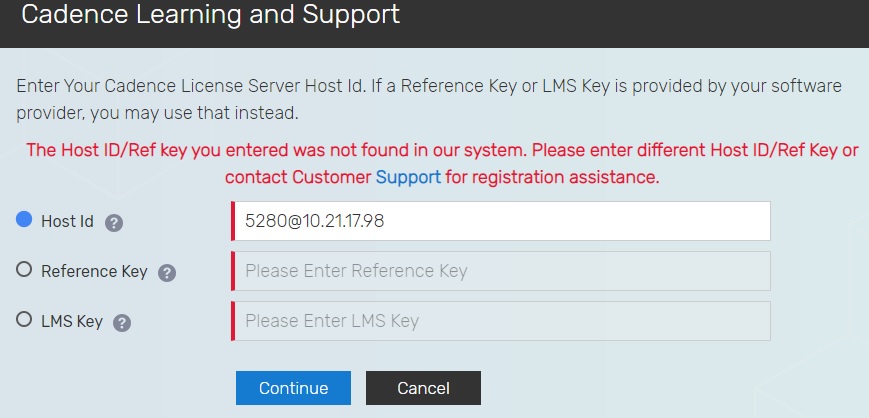 Cadence Learning and Support
Enter Your Cadence License Server Host Id. If a Reference Key or LMS Key is provided by your software
provider, you may use that instead.
The Host ID/Ref key you entered was not found in our system. Please enter different Host ID/Ref Key or
contact Customer Support for registration assistance.
Host Id ? 5280@10.21.17.98
Reference Key ? Please Enter Reference Key
LMS Key ? Please Enter LMS Key
Continue Cancel